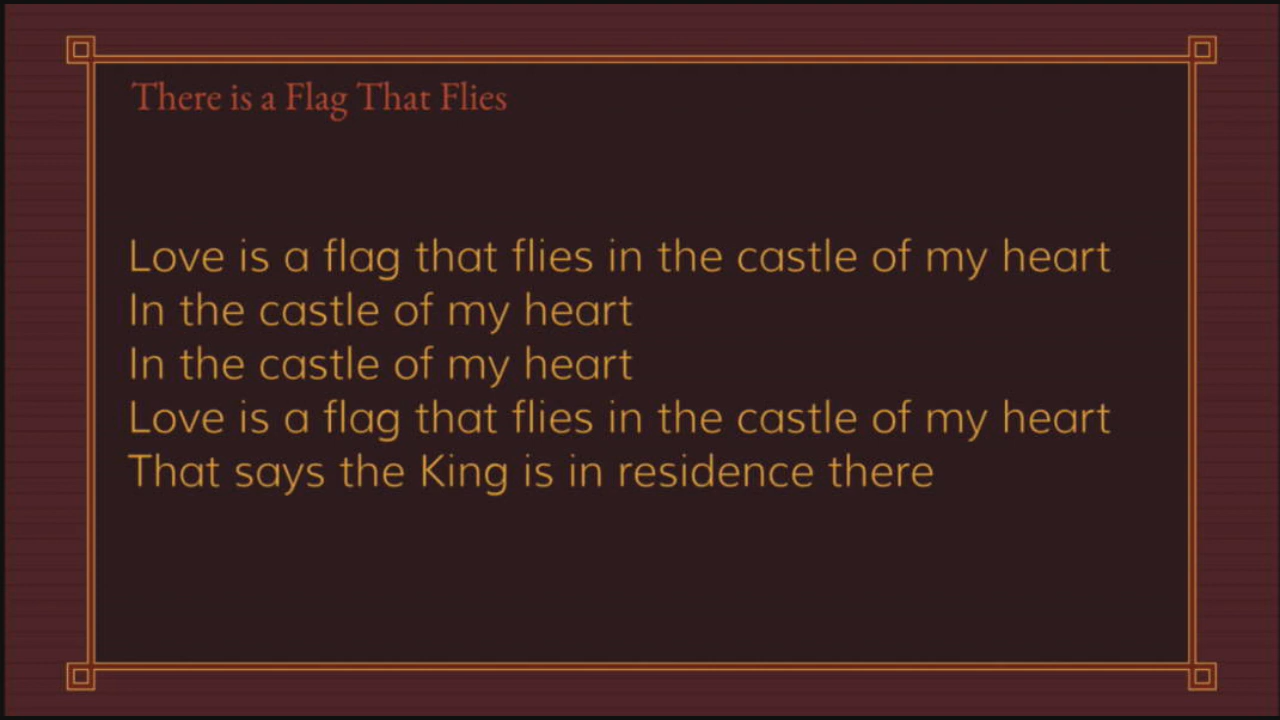 There is a Flag That Flies
Love is a flag that flies in the castle of my heart
In the castle of my heart
In the castle of my heart
Love is a flag that flies in the castle of my heart
That says the King is in residence there